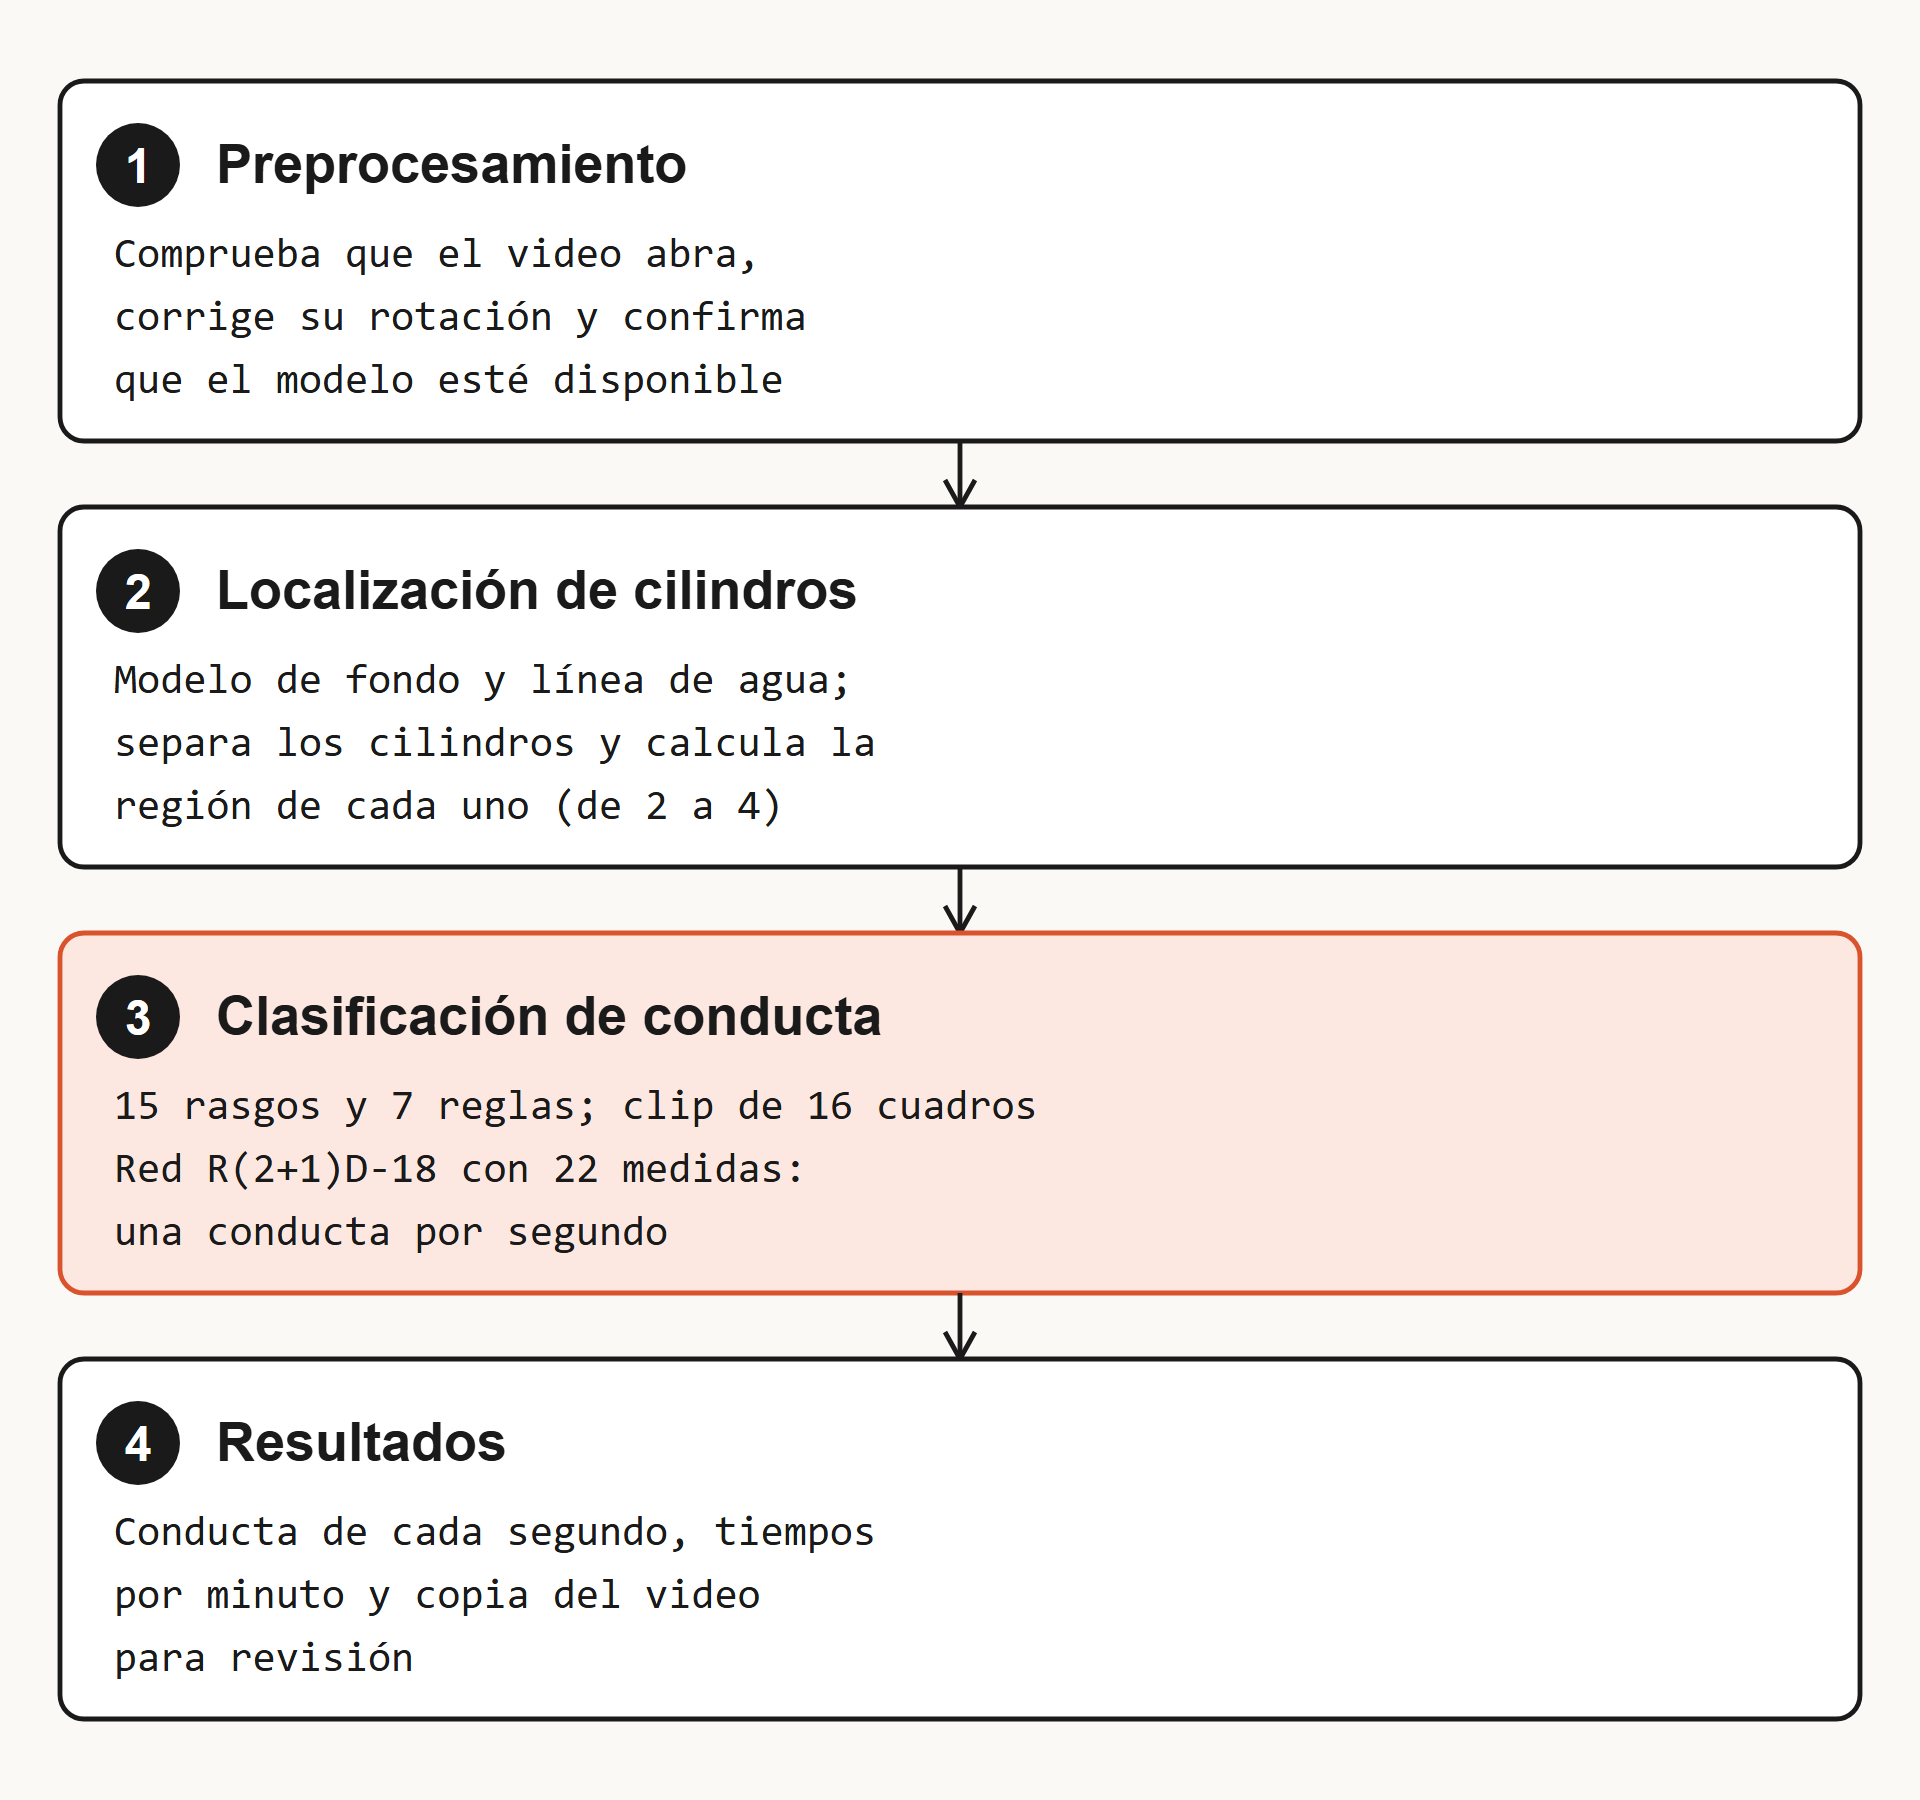 1 Preprocesamiento
Comprueba que el video abra,
corrige su rotación y confirma
que el modelo esté disponible
2 Localización de cilindros
Modelo de fondo y línea de agua;
separa los cilindros y calcula la
región de cada uno (de 2 a 4)
3 Clasificación de conducta
15 rasgos y 7 reglas; clip de 16 cuadros
Red R(2+1)D-18 con 22 medidas:
una conducta por segundo
4 Resultados
Conducta de cada segundo, tiempos
por minuto y copia del video
para revisión